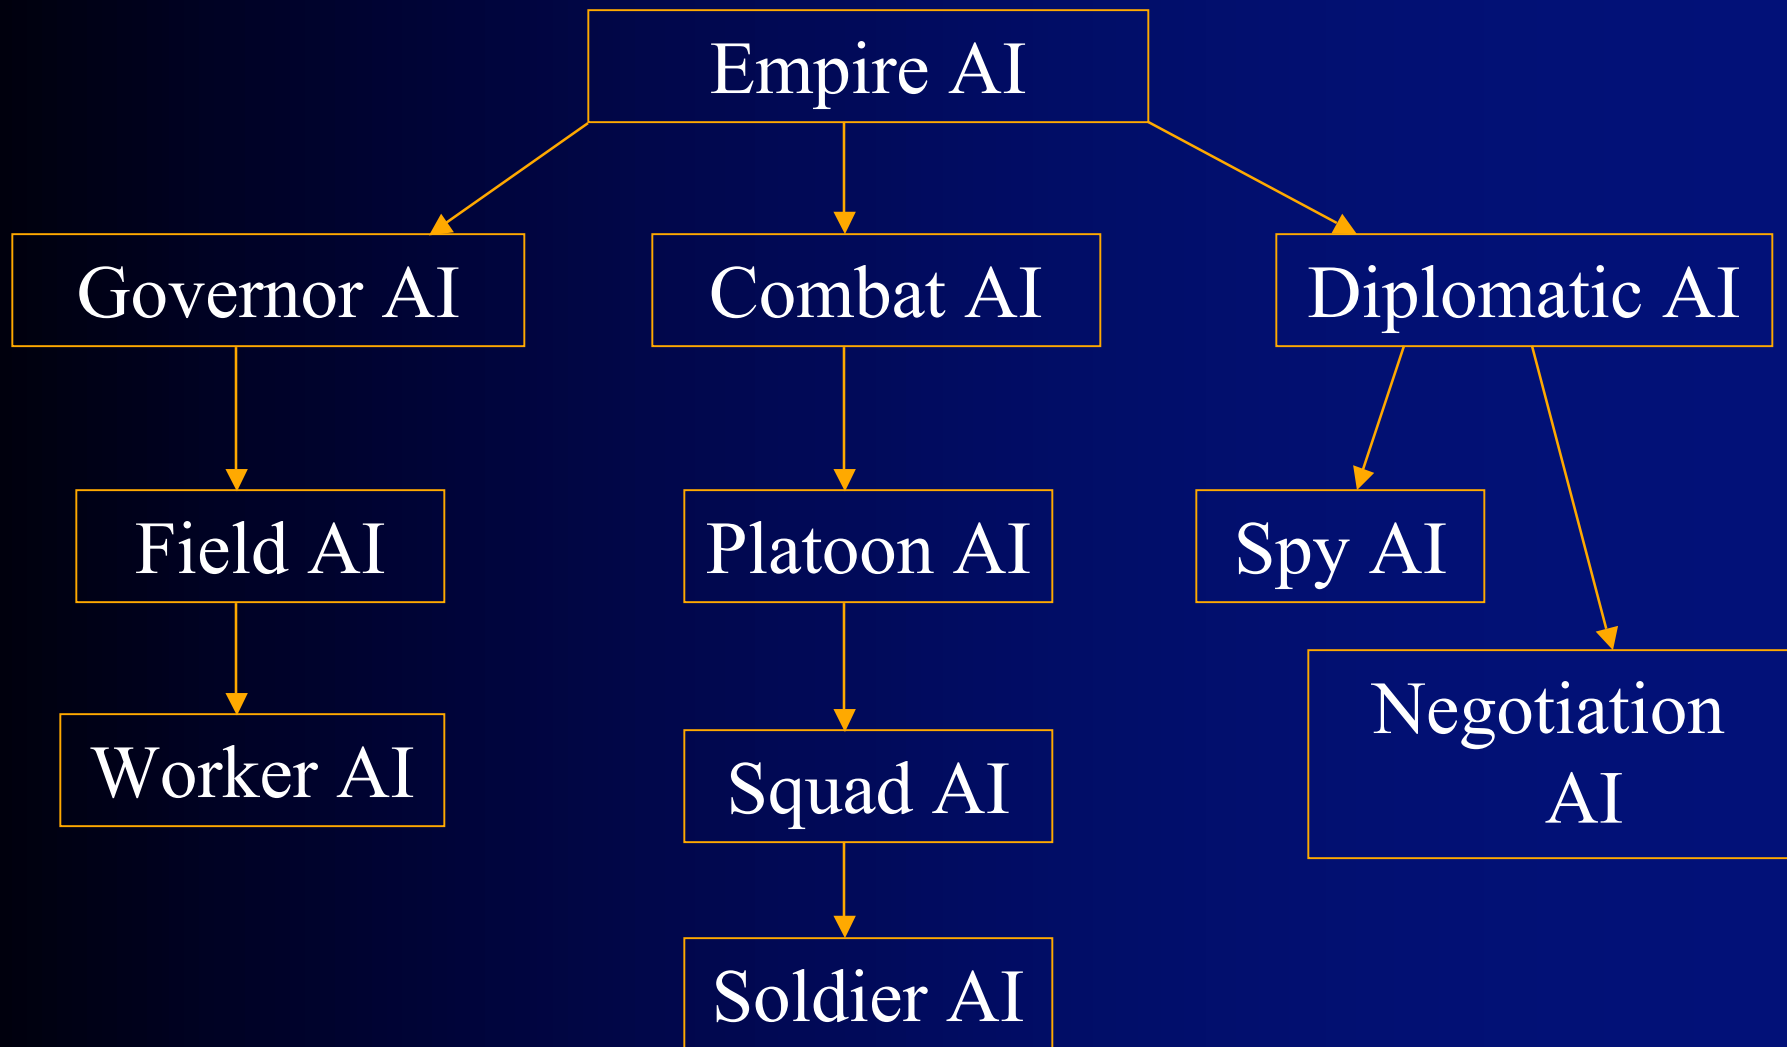 Empire AI
Governor AI
Combat AI
Diplomatic AI
Field AI
Platoon AI
Spy AI
Worker AI
Squad AI
Negotiation
AI
Soldier AI